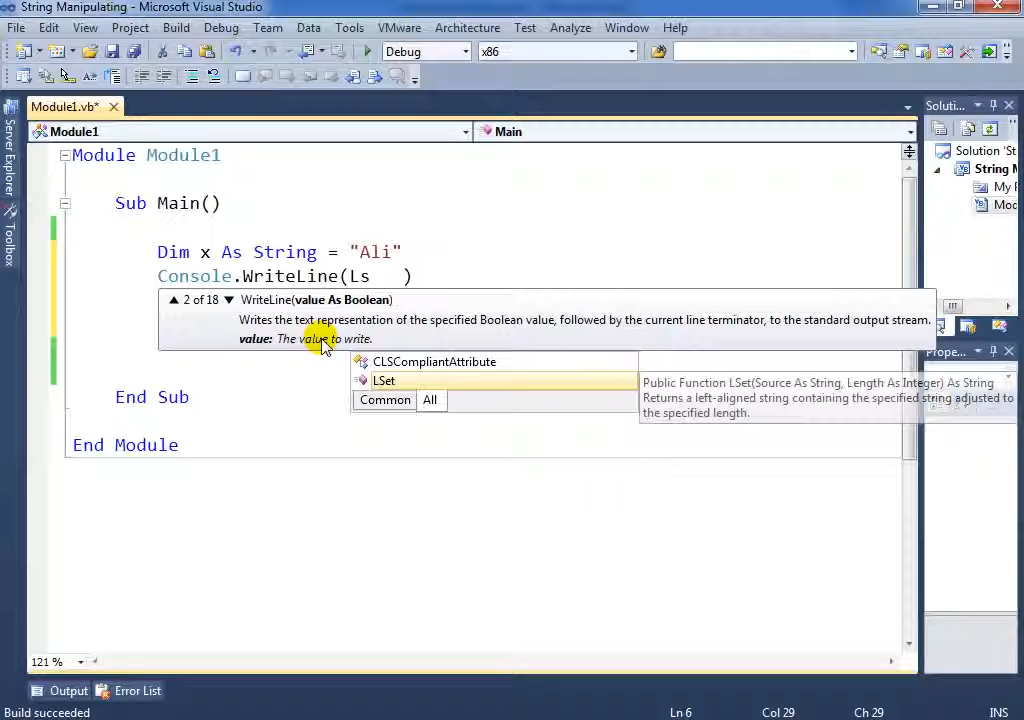 String Manipulating - Microsoft Visual Studio
File Edit View Project Build Debug Team Data Tools VMware Architecture Test Analyze Window Help
Debug x86
Module1.vb*
Soluti...
Module1 Main
Server Explorer
Toolbox
Module Module1
Solution 'St
String M
My
Mod
Sub Main()
Dim x As String = "Ali"
Console.WriteLine(Ls )
2 of 18 WriteLine(value As Boolean)
Writes the text representation of the specified Boolean value, followed by the current line terminator, to the standard output stream.
value: The value to write.
Prope...
CLSCompliantAttribute
LSet
Common All
Public Function LSet(Source As String, Length As Integer) As String
Returns a left-aligned string containing the specified string adjusted to
the specified length.
End Sub
End Module
121 %
Output Error List
Build succeeded Ln 6 Col 29 Ch 29 INS